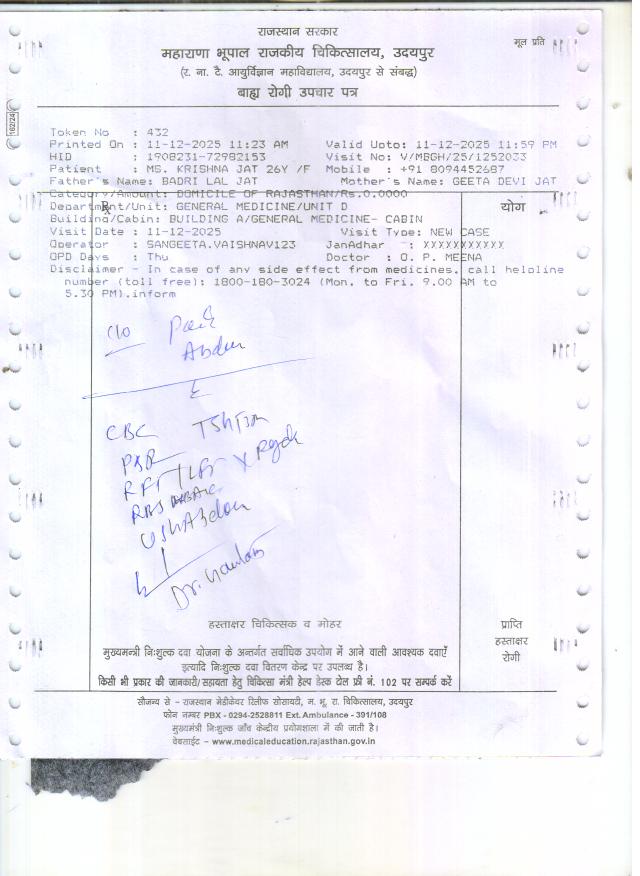 राजस्थान सरकार
मूल प्रति
महाराणा भूपाल राजकीय चिकित्सालय, उदयपुर
(र. ना. टै. आयुर्विज्ञान महाविद्यालय, उदयपुर से संबद्ध)
बाह्य रोगी उपचार पत्र
162/24
Token No : 432
Printed On : 11-12-2025 11:23 AM Valid Upto: 11-12-2025 11:59 PM
HID : 1908231-72982153 Visit No: V/MBGH/25/1252033
Patient : MS. KRISHNA JAT 26Y /F Mobile : +91 8094452687
Father's Name: BADRI LAL JAT Mother's Name: GEETA DEVI JAT
Category/Amount: DOMICILE OF RAJASTHAN/Rs.0.0000
Department/Unit: GENERAL MEDICINE/UNIT D
Rx
योग
Building/Cabin: BUILDING A/GENERAL MEDICINE- CABIN
Visit Date : 11-12-2025 Visit Type: NEW CASE
Operator : SANGEETA.VAISHNAV123 JanAdhar : XXXXXXXXXXX
OPD Days : Thu Doctor : O. P. MEENA
Disclaimer - In case of any side effect from medicines, call helpline
number (toll free): 1800-180-3024 (Mon. to Fri. 9.00 AM to
5.30 PM).inform
C/O Pain
Abdomen
CBC
RFT / LFT
RBS
हस्ताक्षर चिकित्सक व मोहर
प्राप्ति
हस्ताक्षर
रोगी
मुख्यमन्त्री निःशुल्क दवा योजना के अन्तर्गत सर्वाधिक उपयोग में आने वाली आवश्यक दवाएँ
इत्यादि निःशुल्क दवा वितरण केन्द्र पर उपलब्ध है।
किसी भी प्रकार की जानकारी/सहायता हेतु चिकित्सा मंत्री हेल्प डेस्क टोल फ्री नं. 102 पर सम्पर्क करें
सौजन्य से - राजस्थान मेडीकेयर रिलीफ सोसायटी, म. भू. रा. चिकित्सालय, उदयपुर
फोन नम्बर PBX - 0294-2528811 Ext. Ambulance - 391/108
मुख्यमंत्री निःशुल्क जाँच केन्द्रीय प्रयोगशाला में की जाती है।
वेबसाईट - www.medicaleducation.rajasthan.gov.in